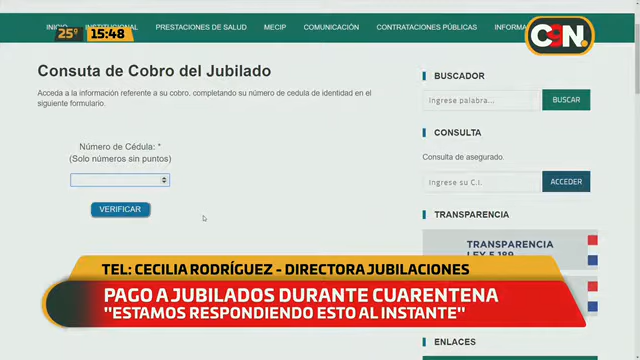 INICIO INSTITUCIONAL PRESTACIONES DE SALUD MECIP COMUNICACIÓN CONTRATACIONES PÚBLICAS
25º 15:48
C9N.
Consuta de Cobro del Jubilado
Acceda a la información referente a su cobro, completando su número de cedula de identidad en el
siguiente formulario.
Número de Cédula: *
(Solo números sin puntos)
VERIFICAR
BUSCADOR
Ingrese palabra... BUSCAR
CONSULTA
Consulta de asegurado.
Ingrese su C.I. ACCEDER
TRANSPARENCIA
TRANSPARENCIA
LEY 5.189
ENLACES
TEL: CECILIA RODRÍGUEZ - DIRECTORA JUBILACIONES
PAGO A JUBILADOS DURANTE CUARENTENA
"ESTAMOS RESPONDIENDO ESTO AL INSTANTE"